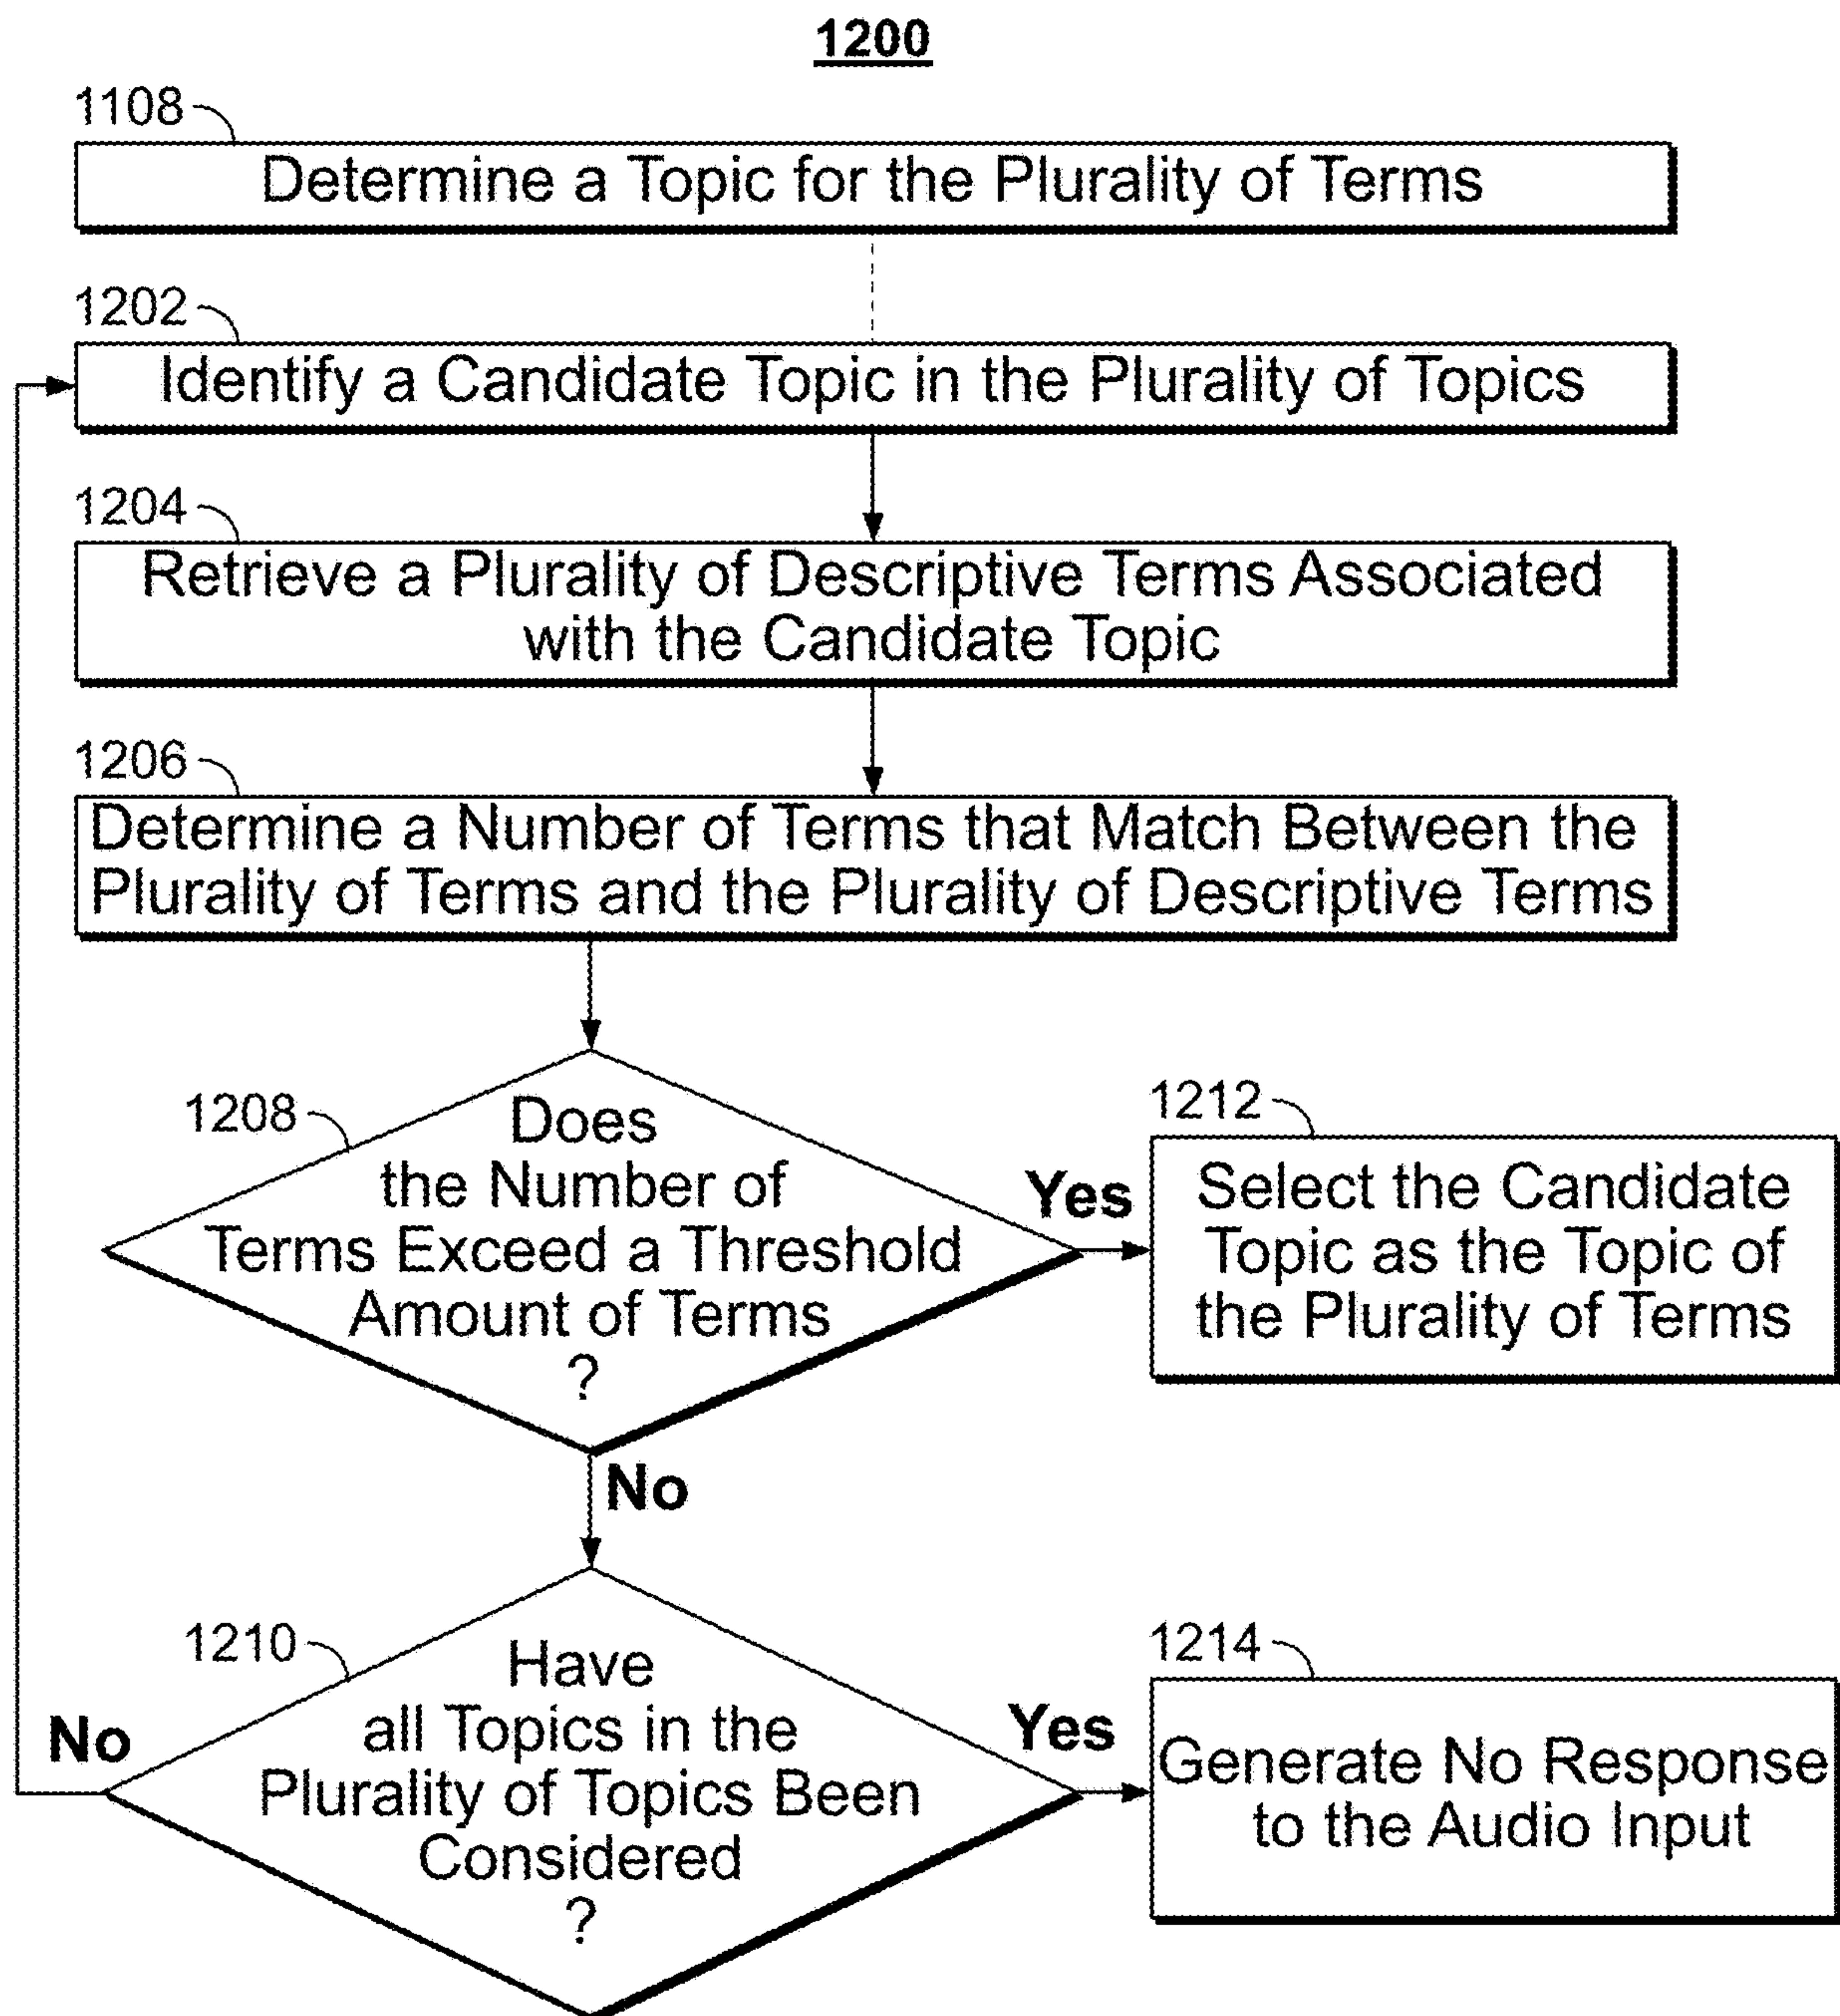 1200
1108
Determine a Topic for the Plurality of Terms
1202
Identify a Candidate Topic in the Plurality of Topics
1204
Retrieve a Plurality of Descriptive Terms Associated
with the Candidate Topic
1206
Determine a Number of Terms that Match Between the
Plurality of Terms and the Plurality of Descriptive Terms
1208
Does
the Number of
Terms Exceed a Threshold
Amount of Terms
?
Yes
1212
Select the Candidate
Topic as the Topic of
the Plurality of Terms
No
1210
Have
all Topics in the
Plurality of Topics Been
Considered
?
No
Yes
1214
Generate No Response
to the Audio Input